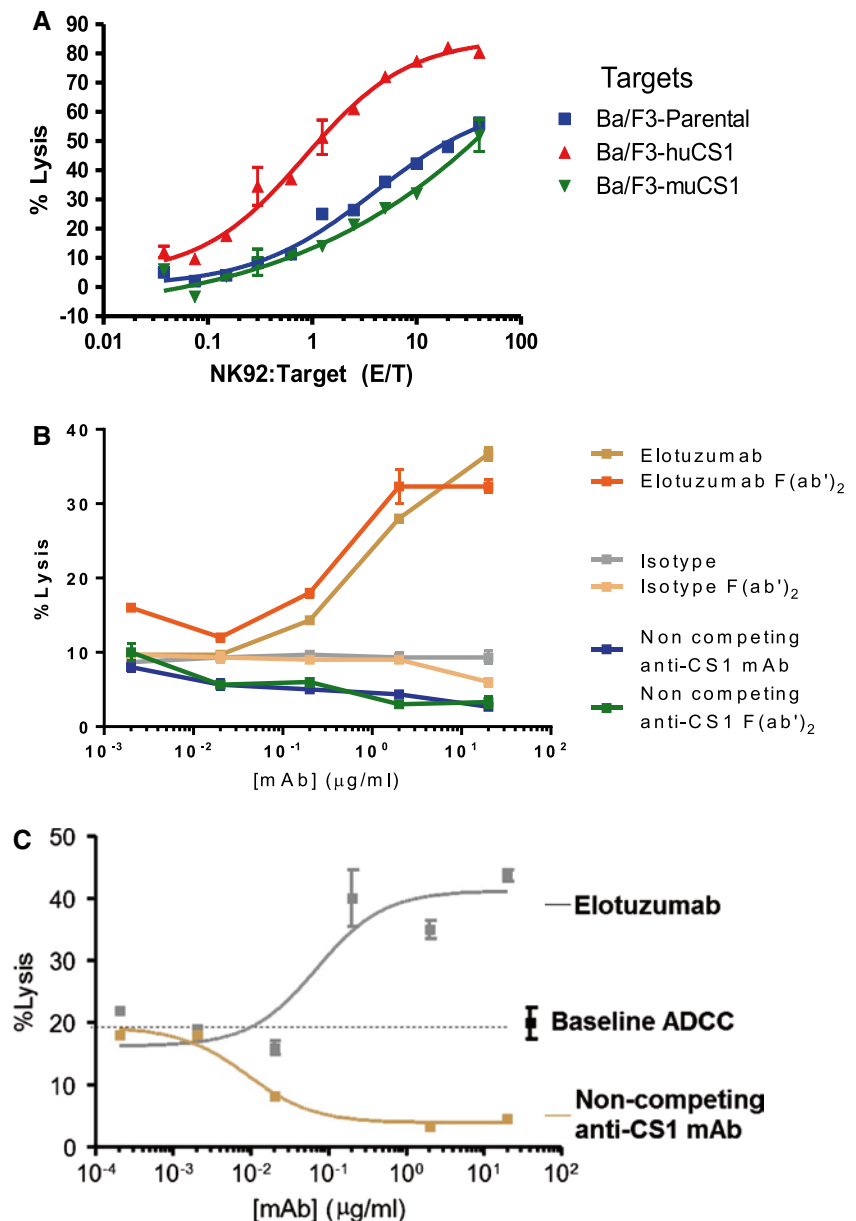 A
90
80
70
60
50
40
30
20
10
0
-10
% Lysis
0.01 0.1 1 10 100
NK92:Target (E/T)
Targets
Ba/F3-Parental
Ba/F3-huCS1
Ba/F3-muCS1
B
40
30
20
10
0
% Lysis
10⁻³ 10⁻² 10⁻¹ 10⁰ 10¹ 10²
[mAb] (μg/ml)
Elotuzumab
Elotuzumab F(ab')₂
Isotype
Isotype F(ab')₂
Non competing
anti-CS1 mAb
Non competing
anti-CS1 F(ab')₂
C
50
40
30
20
10
0
%Lysis
10⁻⁴ 10⁻³ 10⁻² 10⁻¹ 10⁰ 10¹ 10²
[mAb] (μg/ml)
Elotuzumab
Baseline ADCC
Non-competing
anti-CS1 mAb